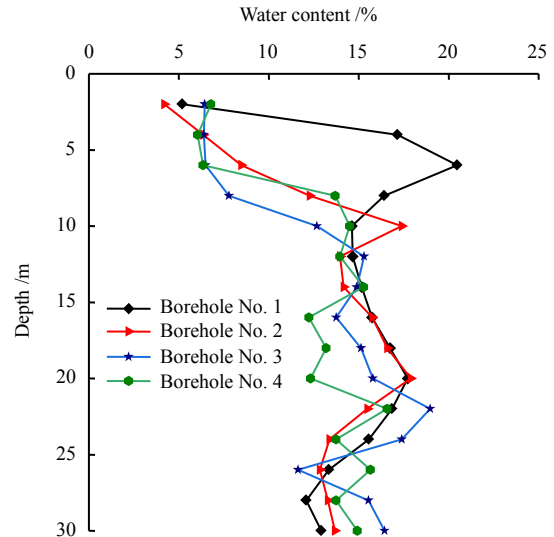 Water content /%
0 5 10 15 20 25
0
5
10
15
20
25
30
Depth /m
Borehole No. 1
Borehole No. 2
Borehole No. 3
Borehole No. 4